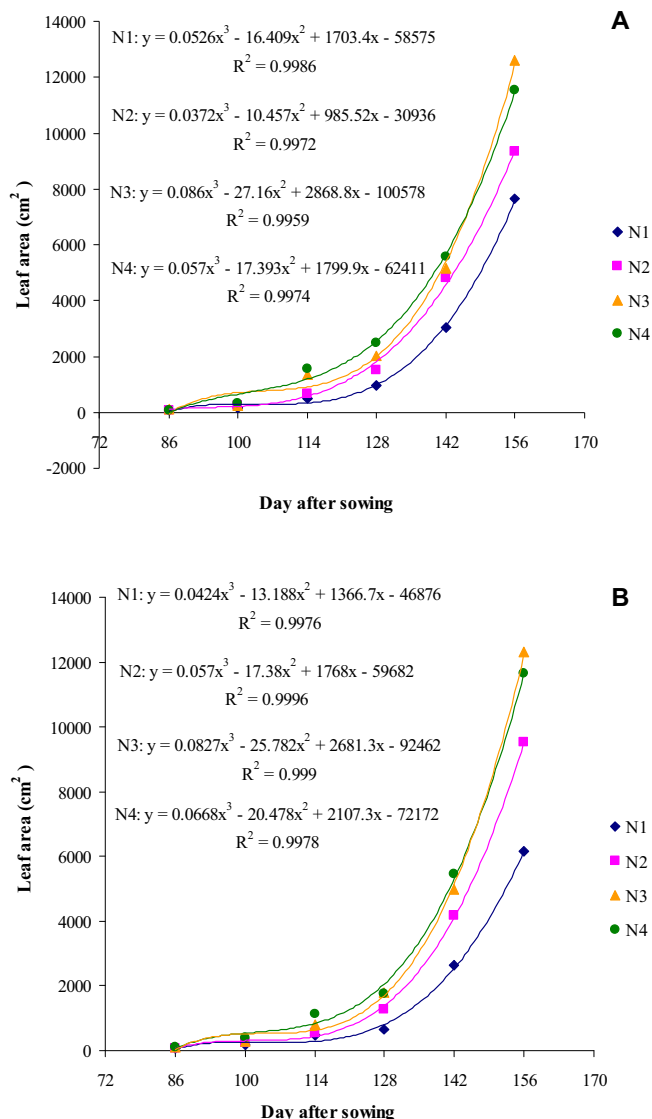 A
14000
12000
10000
8000
6000
4000
2000
0
-2000
Leaf area (cm²)
N1: y = 0.0526x³ - 16.409x² + 1703.4x - 58575
R² = 0.9986
N2: y = 0.0372x³ - 10.457x² + 985.52x - 30936
R² = 0.9972
N3: y = 0.086x³ - 27.16x² + 2868.8x - 100578
R² = 0.9959
N4: y = 0.057x³ - 17.393x² + 1799.9x - 62411
R² = 0.9974
N1
N2
N3
N4
72 86 100 114 128 142 156 170
Day after sowing
B
14000
12000
10000
8000
6000
4000
2000
0
Leaf area (cm²)
N1: y = 0.0424x³ - 13.188x² + 1366.7x - 46876
R² = 0.9976
N2: y = 0.057x³ - 17.38x² + 1768x - 59682
R² = 0.9996
N3: y = 0.0827x³ - 25.782x² + 2681.3x - 92462
R² = 0.999
N4: y = 0.0668x³ - 20.478x² + 2107.3x - 72172
R² = 0.9978
N1
N2
N3
N4
72 86 100 114 128 142 156 170
Day after sowing